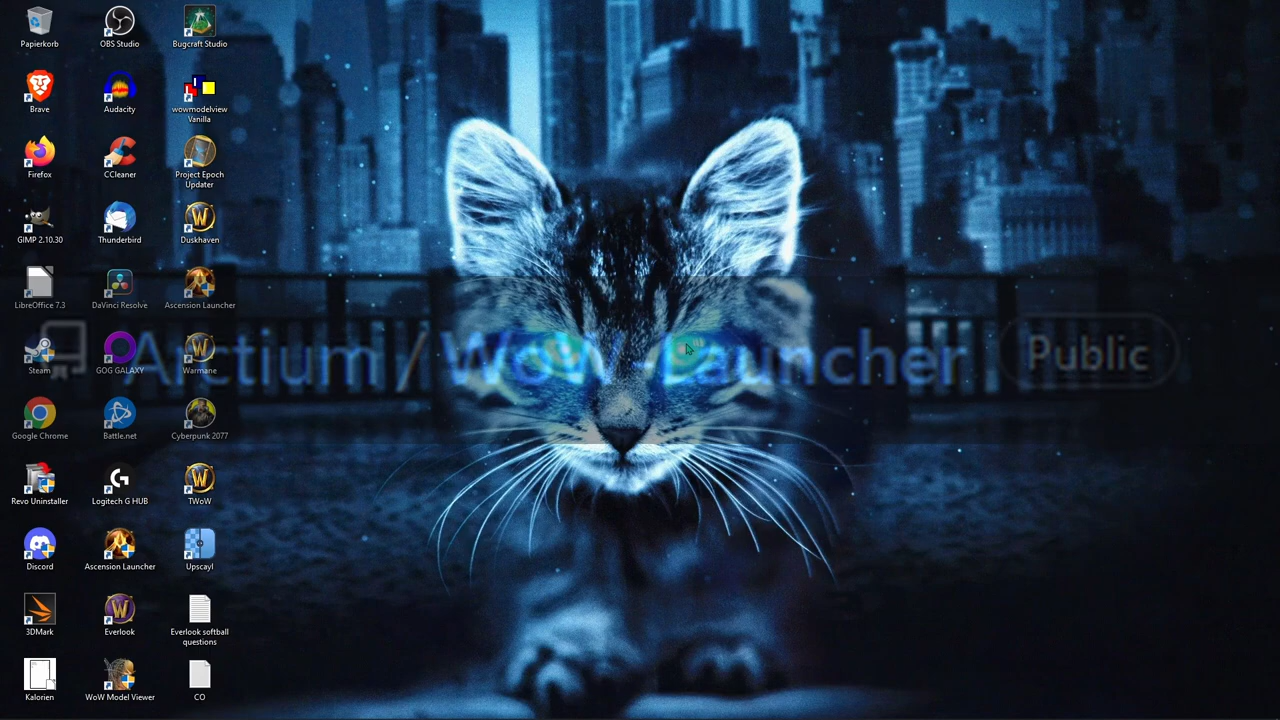 Papierkorb
OBS Studio
Bugcraft Studio
Brave
Audacity
wowmodelview
Vanilla
Firefox
CCleaner
Project Epoch
Updater
GIMP 2.10.30
Thunderbird
Duskhaven
LibreOffice 7.3
DaVinci Resolve
Ascension Launcher
Arctium / WoW-Launcher Public
Steam
GOG GALAXY
Warmane
Google Chrome
Battle.net
Cyberpunk 2077
Revo Uninstaller
Logitech G HUB
TWoW
Discord
Ascension Launcher
Upscayl
3DMark
Everlook
Everlook softball
questions
Kalorien
WoW Model Viewer
CO